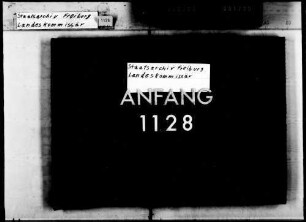 Staatsarchiv Freiburg
Landeskommissär
Staatsarchiv Freiburg
Landeskommissär
ANFANG
1128